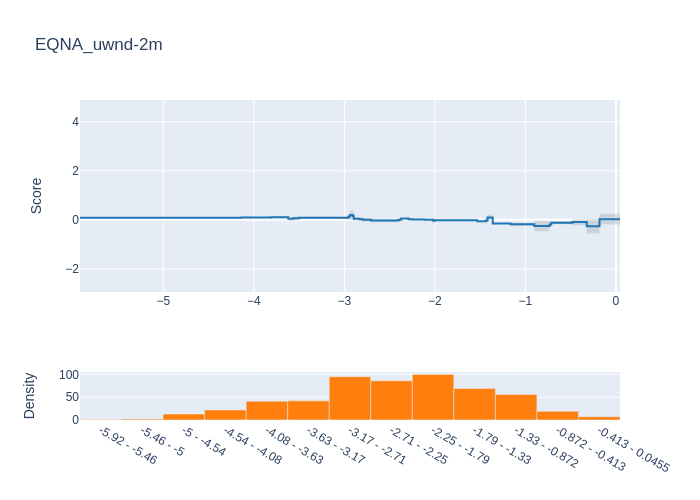 EQNA_uwnd-2m
Score
4
2
0
−2
−5
−4
−3
−2
−1
0
Density
100
50
0
-5.92 - -5.46
-5.46 - -5
-5 - -4.54
-4.54 - -4.08
-4.08 - -3.63
-3.63 - -3.17
-3.17 - -2.71
-2.71 - -2.25
-2.25 - -1.79
-1.79 - -1.33
-1.33 - -0.872
-0.872 - -0.413
-0.413 - 0.0455